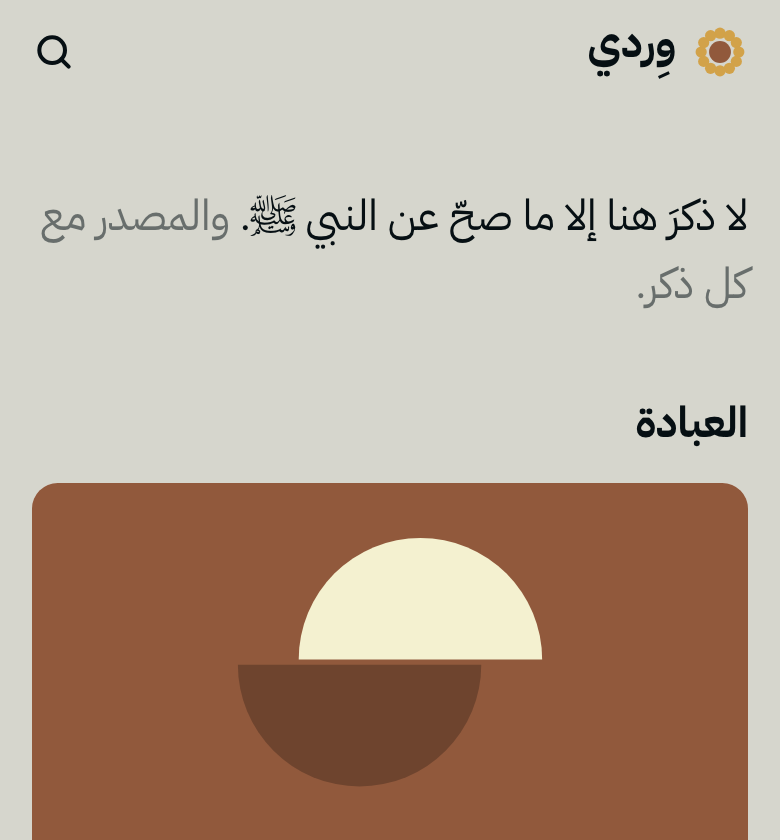 وِردي
لا ذكرَ هنا إلا ما صحّ عن النبي ﷺ. والمصدر مع
كل ذكر.
العبادة